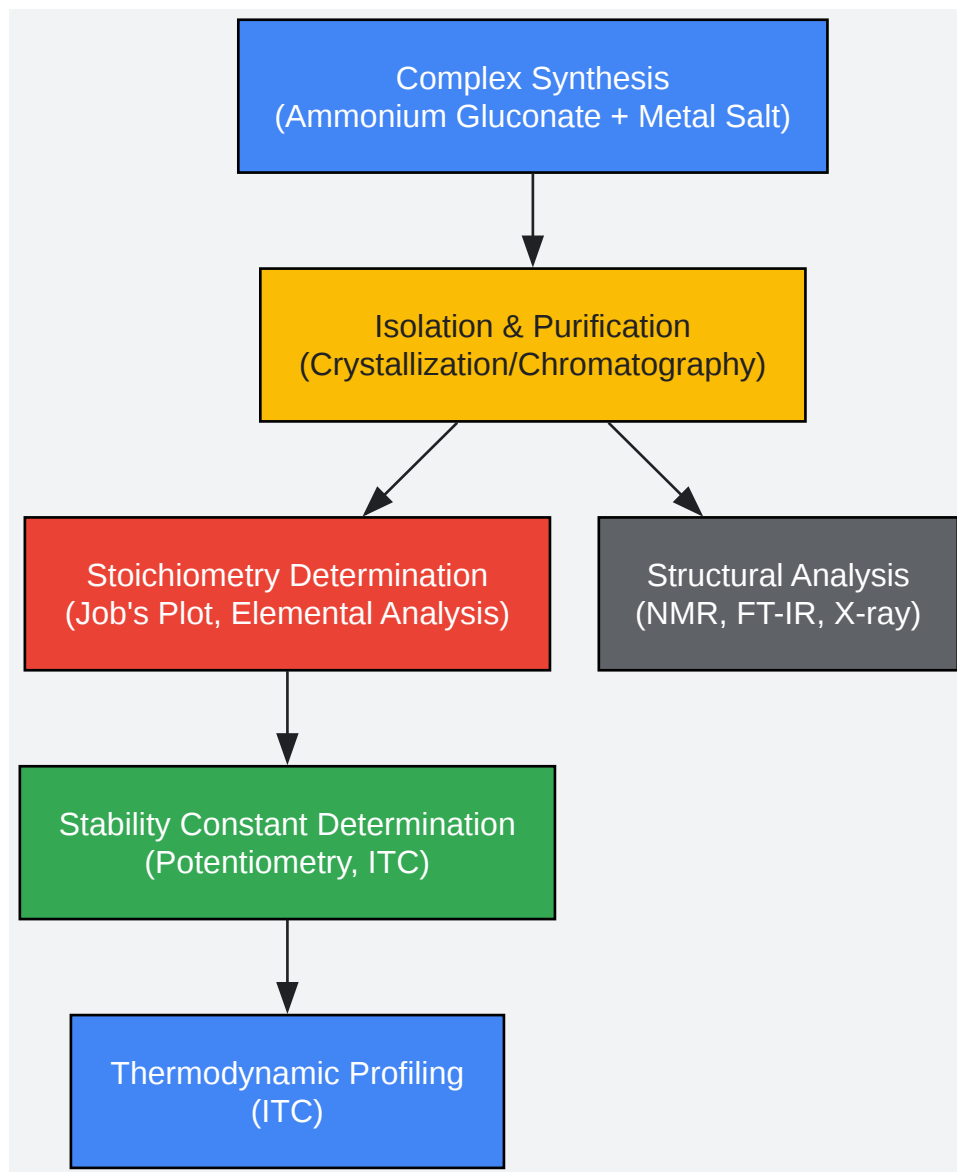 Complex Synthesis
(Ammonium Gluconate + Metal Salt)
Isolation & Purification
(Crystallization/Chromatography)
Stoichiometry Determination
(Job's Plot, Elemental Analysis)
Structural Analysis
(NMR, FT-IR, X-ray)
Stability Constant Determination
(Potentiometry, ITC)
Thermodynamic Profiling
(ITC)